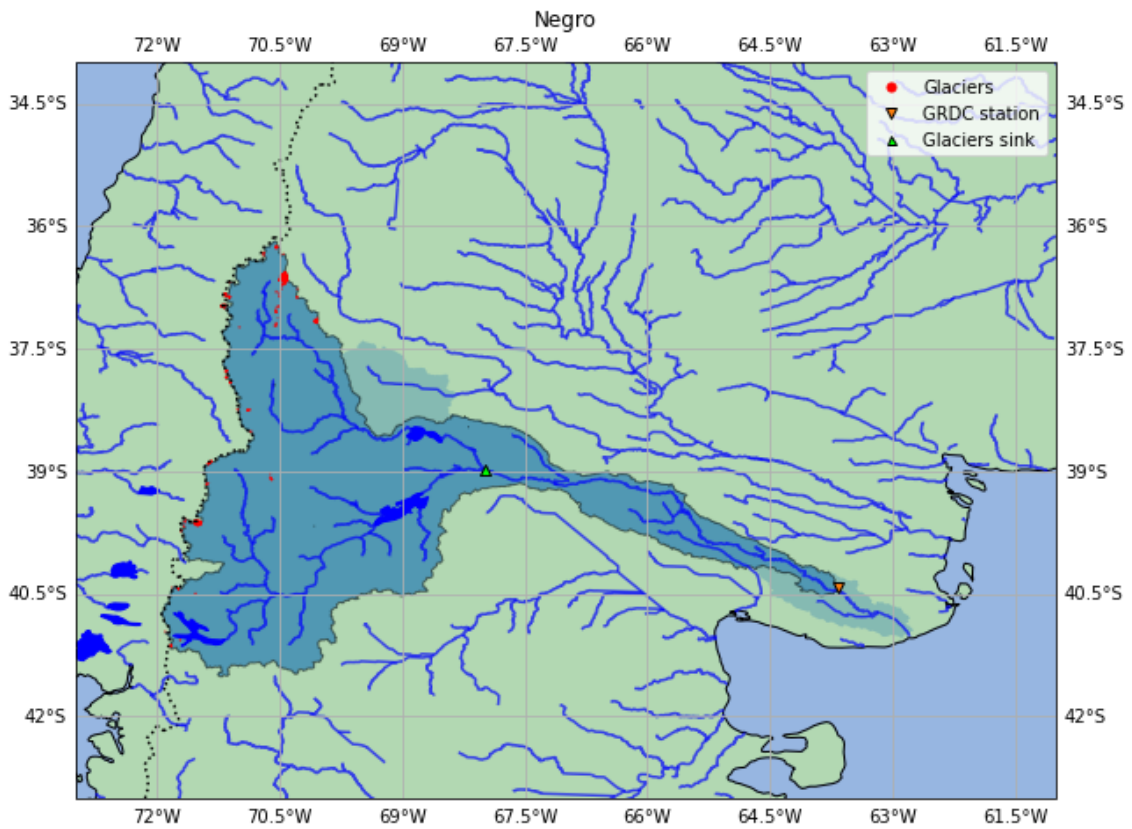 Negro
72°W 70.5°W 69°W 67.5°W 66°W 64.5°W 63°W 61.5°W
Glaciers
34.5°S 34.5°S
GRDC station
Glaciers sink
36°S 36°S
37.5°S 37.5°S
39°S 39°S
40.5°S 40.5°S
42°S 42°S
72°W 70.5°W 69°W 67.5°W 66°W 64.5°W 63°W 61.5°W